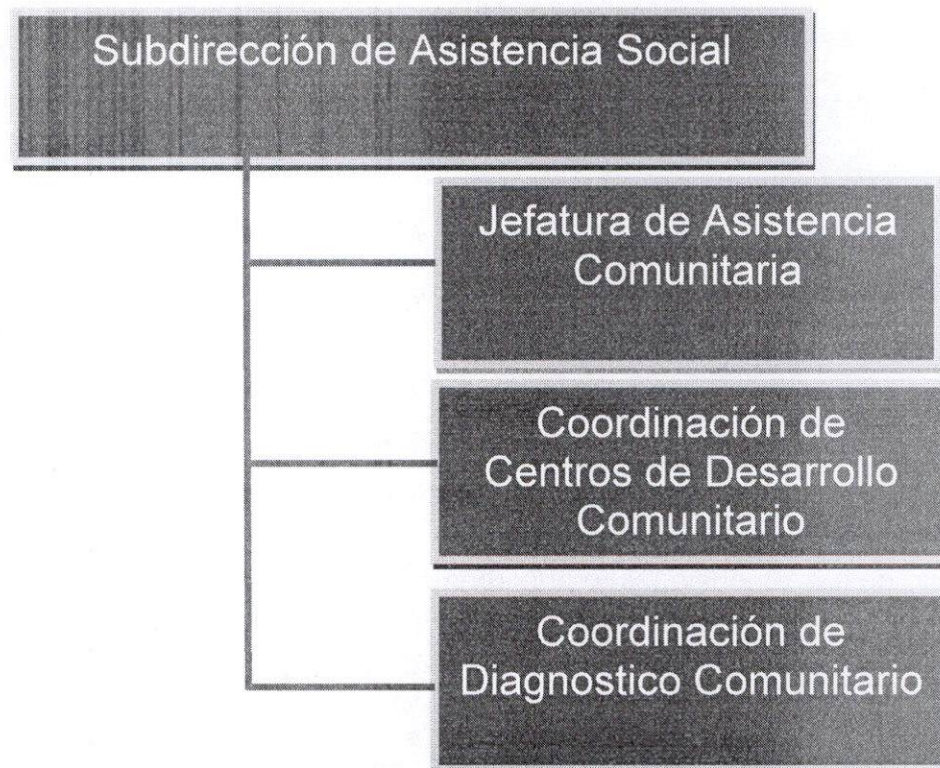 Subdirección de Asistencia Social
Jefatura de Asistencia
Comunitaria
Coordinación de
Centros de Desarrollo
Comunitario
Coordinación de
Diagnostico Comunitario